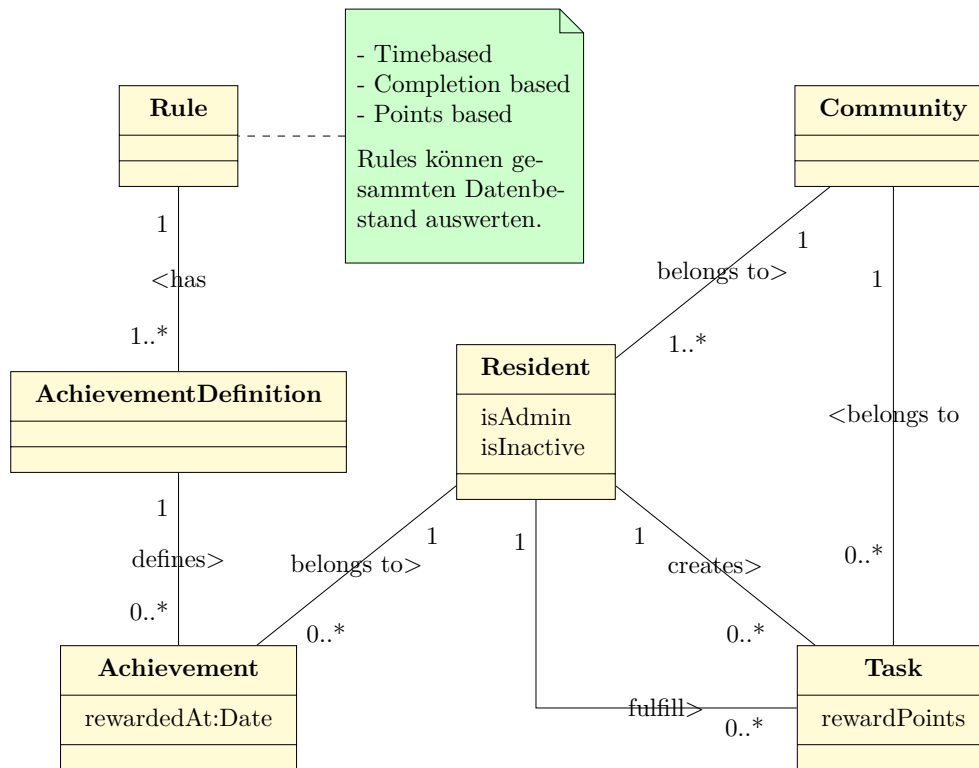 - Timebased
- Completion based
- Points based
Rules können ge-
sammten Datenbe-
stand auswerten.
Rule
Community
1
<has
1..*
1
belongs to>
1..*
1
<belongs to
0..*
AchievementDefinition
Resident
isAdmin
isInactive
1
defines>
0..*
1
belongs to>
0..*
1
creates>
0..*
1
fulfill>
0..*
Achievement
rewardedAt:Date
Task
rewardPoints